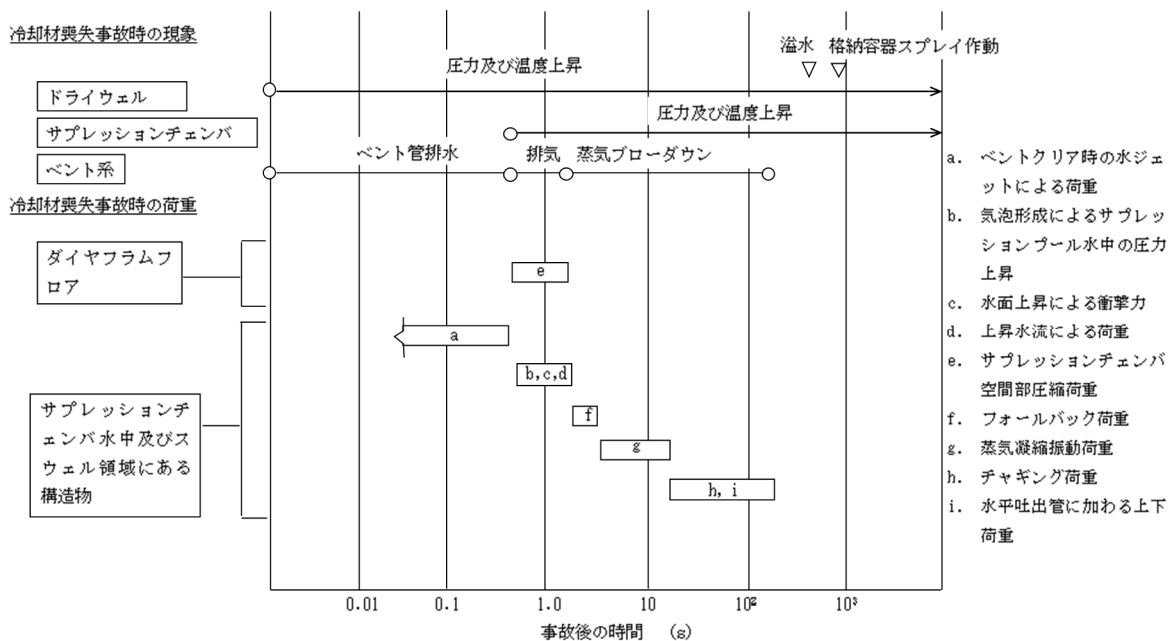 冷却材喪失事故時の現象
溢水 格納容器スプレイ作動
圧力及び温度上昇
ドライウェル
圧力及び温度上昇
サプレッションチェンバ
ベント管排水 排気 蒸気ブローダウン
ベント系
冷却材喪失事故時の荷重
ダイヤフラムフ
ロア
e
a
b,c,d
サプレッションチ
ェンバ水中及びス
ウェル領域にある
構造物
f
g
h, i
a. ベントクリア時の水ジェ
ットによる荷重
b. 気泡形成によるサプレッ
ションプール水中の圧力
上昇
c. 水面上昇による衝撃力
d. 上昇水流による荷重
e. サプレッションチェンバ
空間部圧縮荷重
f. フォールバック荷重
g. 蒸気凝縮振動荷重
h. チャギング荷重
i. 水平吐出管に加わる上下
荷重
0.01 0.1 1.0 10 10² 10³
事故後の時間 (s)